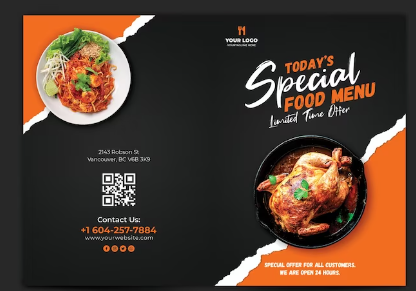 2143 Robson St
Vancouver, BC V6B 3K9
Contact Us:
+1 604-257-7884
www.yourwebsite.com
YOUR LOGO
YOUR TAGLINE HERE
TODAY'S
Special
FOOD MENU
Limited Time Offer
SPECIAL OFFER FOR ALL CUSTOMERS.
WE ARE OPEN 24 HOURS.